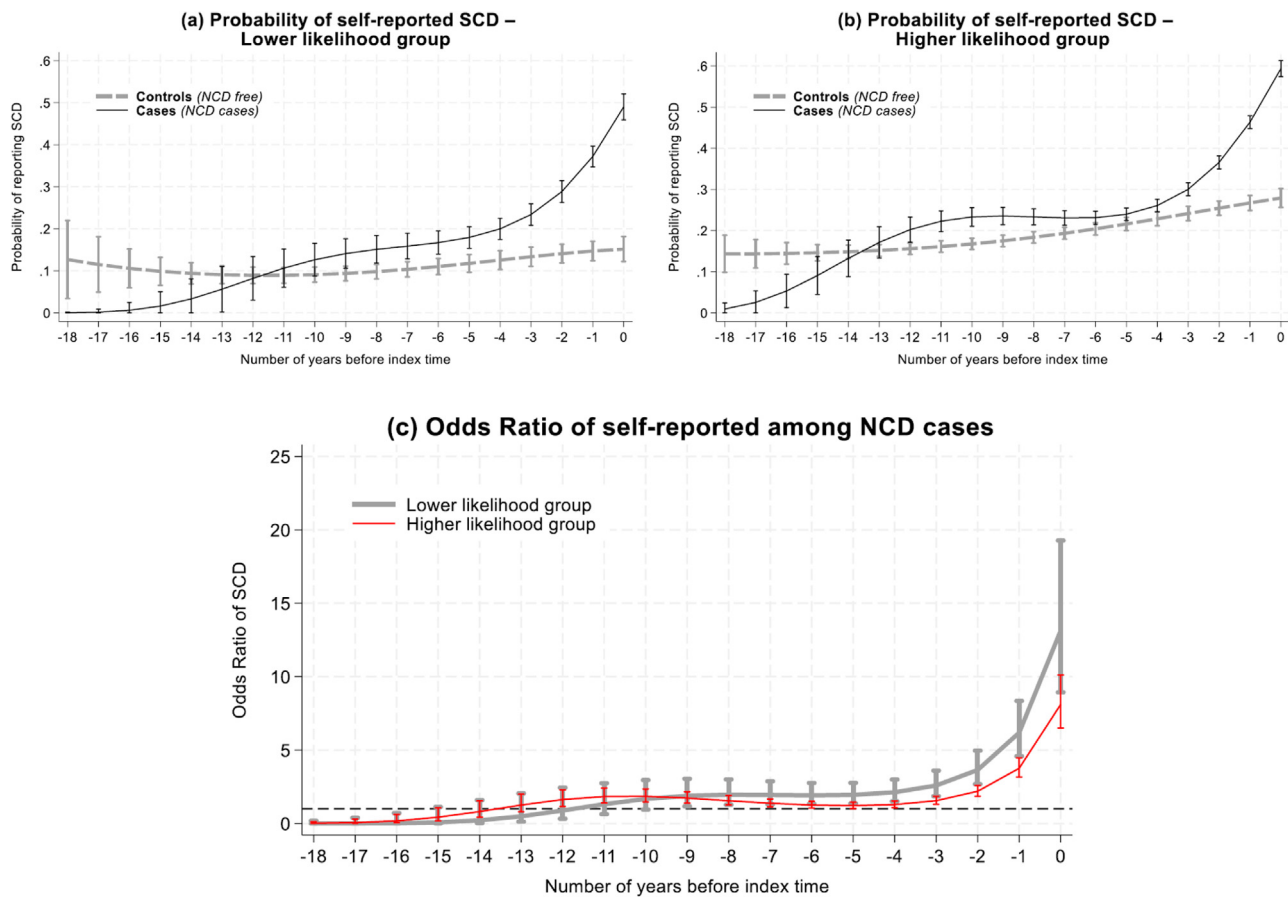 (a) Probability of self-reported SCD –
Lower likelihood group
.6
.5
.4
.3
.2
.1
0
Probability of reporting SCD
Controls (NCD free)
Cases (NCD cases)
-18 -17 -16 -15 -14 -13 -12 -11 -10 -9 -8 -7 -6 -5 -4 -3 -2 -1 0
Number of years before index time
(b) Probability of self-reported SCD –
Higher likelihood group
.6
.5
.4
.3
.2
.1
0
Probability of reporting SCD
Controls (NCD free)
Cases (NCD cases)
-18 -17 -16 -15 -14 -13 -12 -11 -10 -9 -8 -7 -6 -5 -4 -3 -2 -1 0
Number of years before index time
(c) Odds Ratio of self-reported among NCD cases
25
20
15
10
5
0
Odds Ratio of SCD
Lower likelihood group
Higher likelihood group
-18 -17 -16 -15 -14 -13 -12 -11 -10 -9 -8 -7 -6 -5 -4 -3 -2 -1 0
Number of years before index time